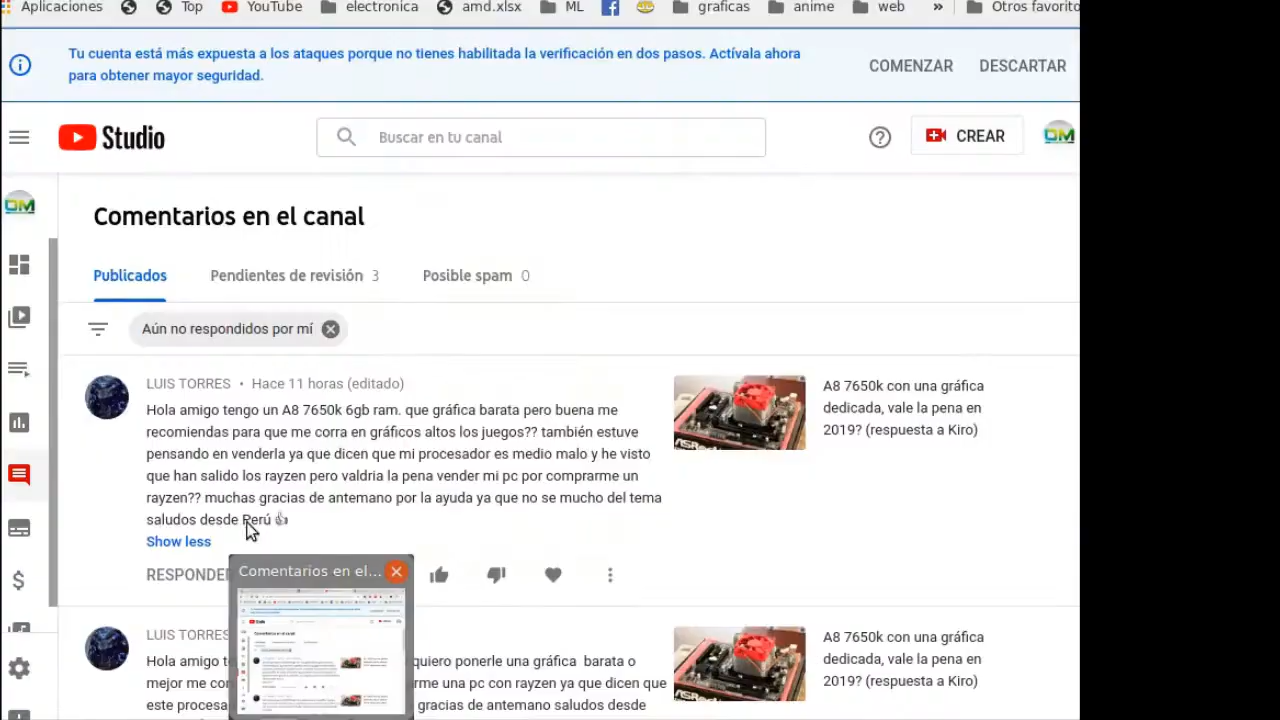 Aplicaciones
Top
YouTube
electronica
amd.xlsx
ML
graficas
anime
web
»
Otros favorito
Tu cuenta está más expuesta a los ataques porque no tienes habilitada la verificación en dos pasos. Actívala ahora
para obtener mayor seguridad.
COMENZAR
DESCARTAR
Studio
Buscar en tu canal
CREAR
Comentarios en el canal
Publicados
Pendientes de revisión 3
Posible spam 0
Aún no respondidos por mí
LUIS TORRES • Hace 11 horas (editado)
Hola amigo tengo un A8 7650k 6gb ram. que gráfica barata pero buena me
recomiendas para que me corra en gráficos altos los juegos?? también estuve
pensando en venderla ya que dicen que mi procesador es medio malo y he visto
que han salido los rayzen pero valdria la pena vender mi pc por comprarme un
rayzen?? muchas gracias de antemano por la ayuda ya que no se mucho del tema
saludos desde Perú 👍
Show less
A8 7650k con una gráfica
dedicada, vale la pena en
2019? (respuesta a Kiro)
RESPONDER
Comentarios en el...
LUIS TORRES
Hola
quier ponerle una gráfica barato
mejor
po con rayzen ya que dicen que
este
gracias de antemano saludos desde
A8 7650k con una gráfica
dedicada, vale la pena en
2019? (respuesta a Kiro)